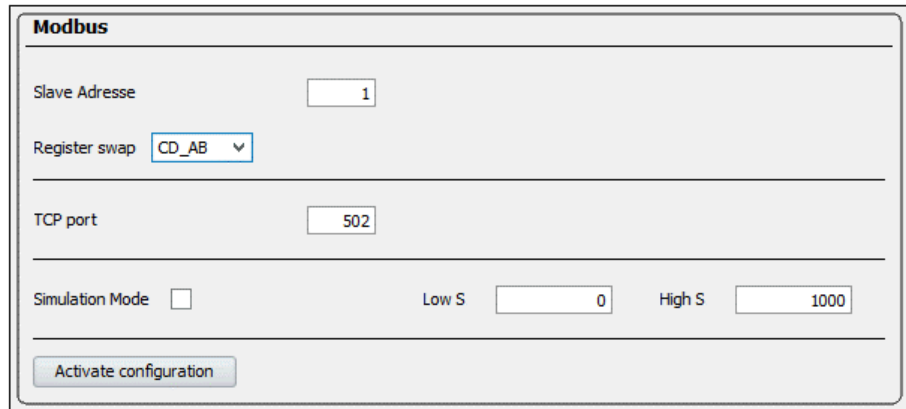 Modbus
Slave Adresse 1
Register swap CD_AB
TCP port 502
Simulation Mode Low S 0 High S 1000
Activate configuration